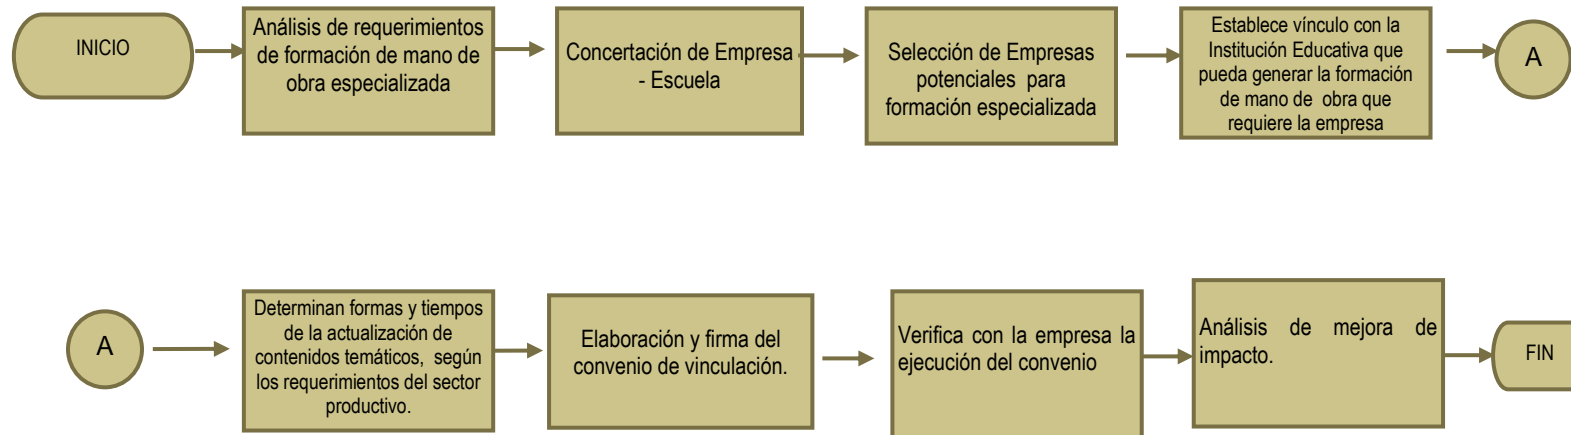 INICIO
Análisis de requerimientos
de formación de mano de
obra especializada
Concertación de Empresa
- Escuela
Selección de Empresas
potenciales para
formación especializada
Establece vínculo con la
Institución Educativa que
pueda generar la formación
de mano de obra que
requiere la empresa
A
A
Determinan formas y tiempos
de la actualización de
contenidos temáticos, según
los requerimientos del sector
productivo.
Elaboración y firma del
convenio de vinculación.
Verifica con la empresa la
ejecución del convenio
Análisis de mejora de
impacto.
FIN